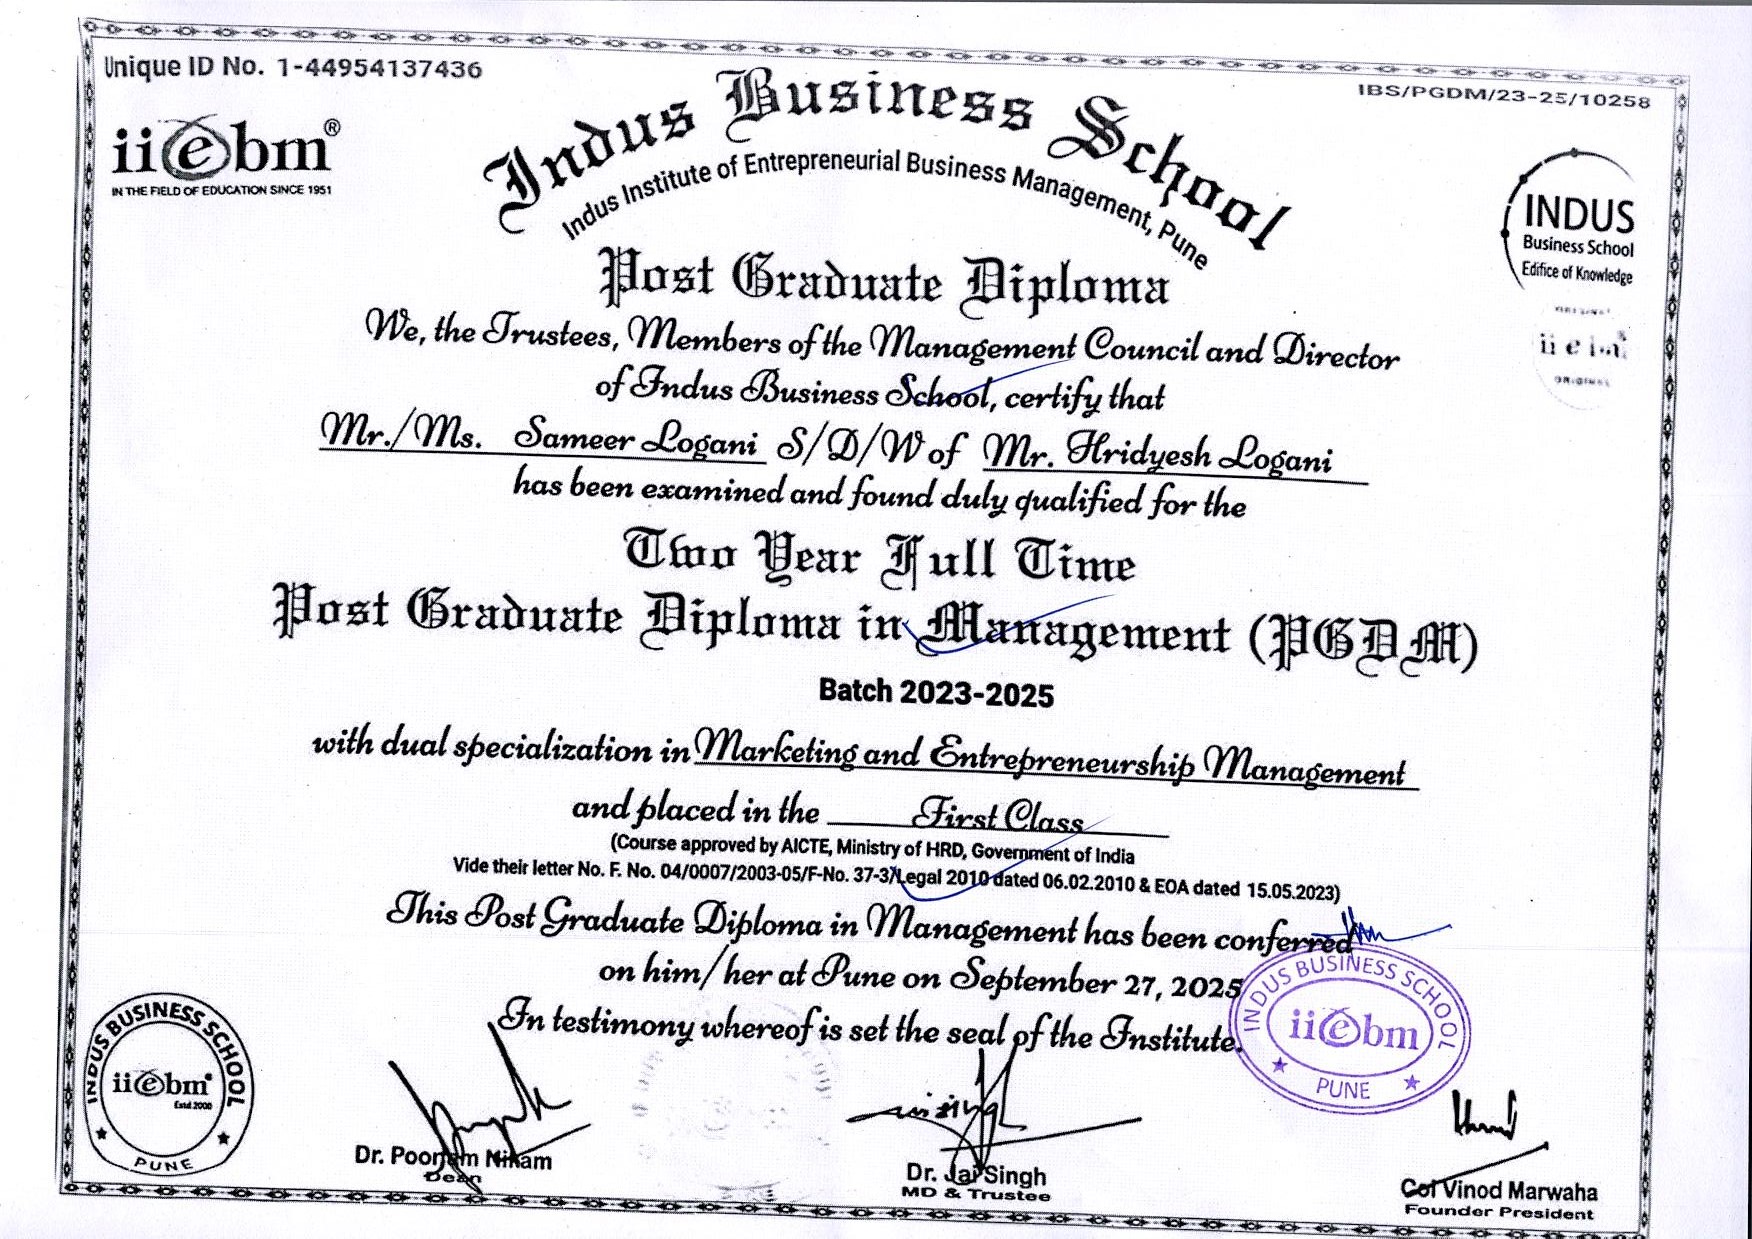 Unique ID No. 1-44954137436
IBS/PGDM/23-25/10258
iiebm®
IN THE FIELD OF EDUCATION SINCE 1951
Indus Business School
Indus Institute of Entrepreneurial Business Management, Pune
INDUS
Business School
Edifice of Knowledge
ORIGINAL
Post Graduate Diploma
We, the Trustees, Members of the Management Council and Director
of Indus Business School, certify that
Mr./Ms. Sameer Logani S/D/W of Mr. Hridyesh Logani
has been examined and found duly qualified for the
Two Year Full Time
Post Graduate Diploma in Management (PGDM)
Batch 2023-2025
with dual specialization in Marketing and Entrepreneurship Management
and placed in the First Class
(Course approved by AICTE, Ministry of HRD, Government of India
Vide their letter No. F. No. 04/0007/2003-05/F-No. 37-3/Legal 2010 dated 06.02.2010 & EOA dated 15.05.2023)
This Post Graduate Diploma in Management has been conferred
on him/her at Pune on September 27, 2025
In testimony whereof is set the seal of the Institute.
INDUS BUSINESS SCHOOL
iiebm
PUNE
INDUS BUSINESS SCHOOL
iiebm
Estd.2000
PUNE
Dr. Poonam Nikam
Dean
Dr. Jai Singh
MD & Trustee
Col Vinod Marwaha
Founder President